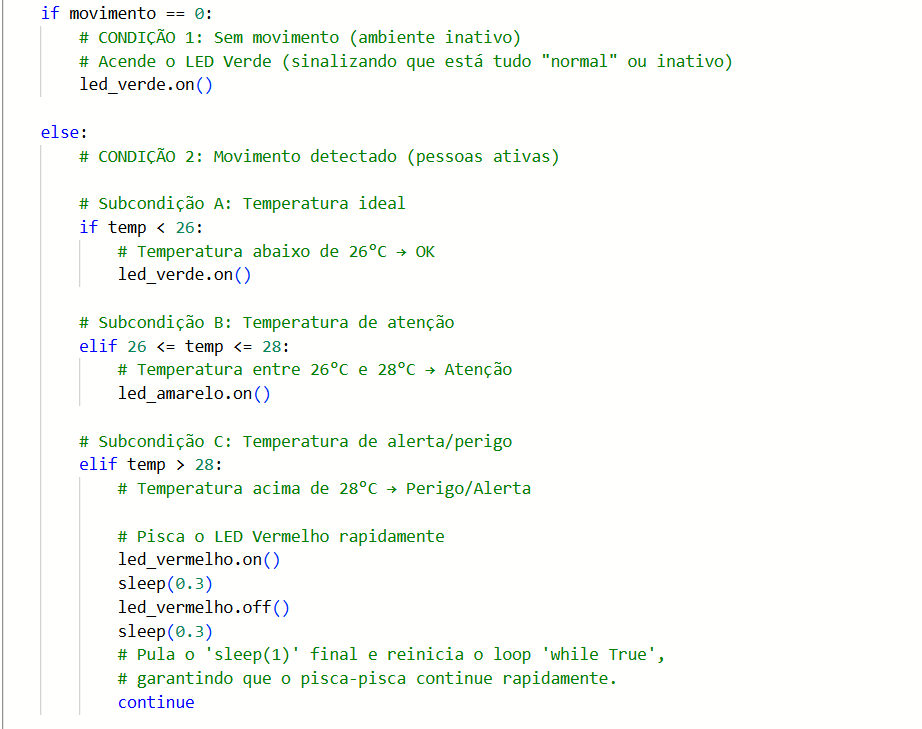 if movimento == 0:
# CONDIÇÃO 1: Sem movimento (ambiente inativo)
# Acende o LED Verde (sinalizando que está tudo "normal" ou inativo)
led_verde.on()
else:
# CONDIÇÃO 2: Movimento detectado (pessoas ativas)
# Subcondição A: Temperatura ideal
if temp < 26:
# Temperatura abaixo de 26°C → OK
led_verde.on()
# Subcondição B: Temperatura de atenção
elif 26 <= temp <= 28:
# Temperatura entre 26°C e 28°C → Atenção
led_amarelo.on()
# Subcondição C: Temperatura de alerta/perigo
elif temp > 28:
# Temperatura acima de 28°C → Perigo/Alerta
# Pisca o LED Vermelho rapidamente
led_vermelho.on()
sleep(0.3)
led_vermelho.off()
sleep(0.3)
# Pula o 'sleep(1)' final e reinicia o loop 'while True',
# garantindo que o pisca-pisca continue rapidamente.
continue